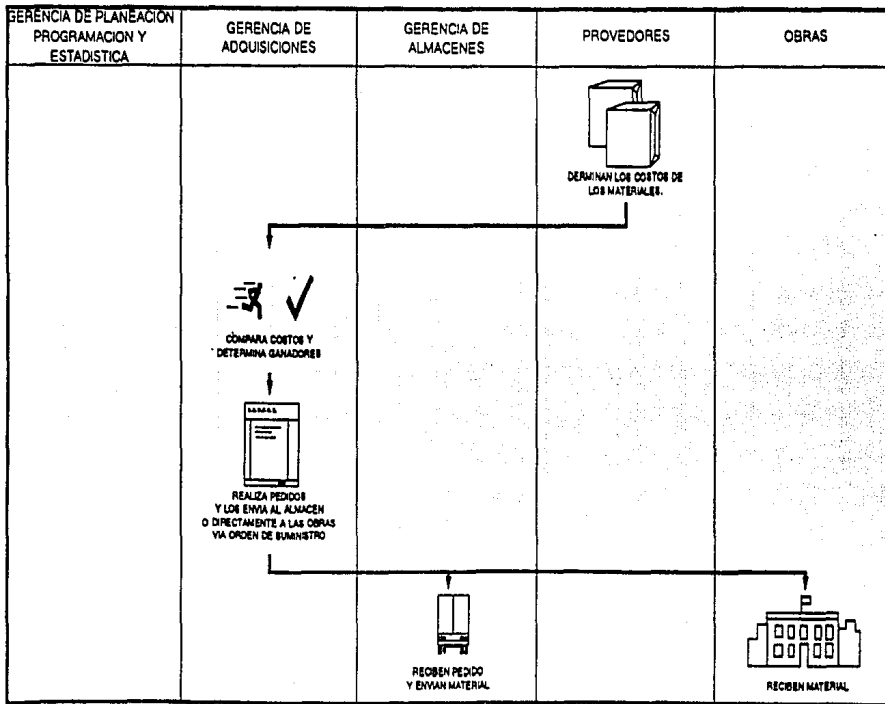 GERENCIA DE PLANEACIÓN
PROGRAMACION Y
ESTADISTICA
GERENCIA DE
ADQUISICIONES
GERENCIA DE
ALMACENES
PROVEDORES
OBRAS
DERMINAN LOS COSTOS DE
LOS MATERIALES.
COMPARA COSTOS Y
DETERMINA GANADORES
REALIZA PEDIDOS
Y LOS ENVIA AL ALMACEN
O DIRECTAMENTE A LAS OBRAS
VIA ORDEN DE SUMINISTRO
RECIBEN PEDIDO
Y ENVIAN MATERIAL
RECIBEN MATERIAL